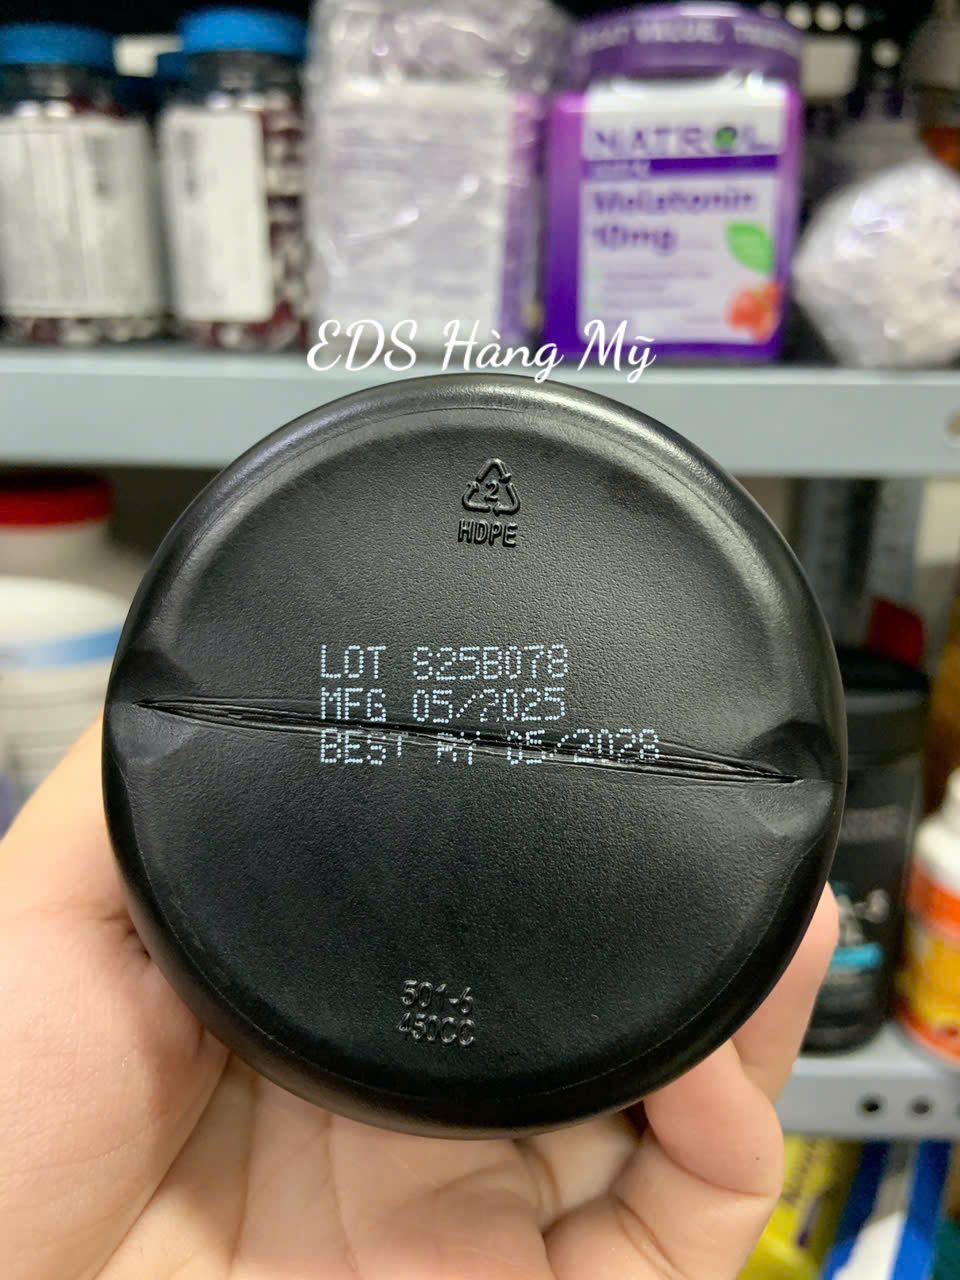 NATROL
Melatonin
10mg
EDS Hàng Mỹ
2
HDPE
LOT 825B078
MFG 05/2025
BEST BY 05/2028
501-6
450CC